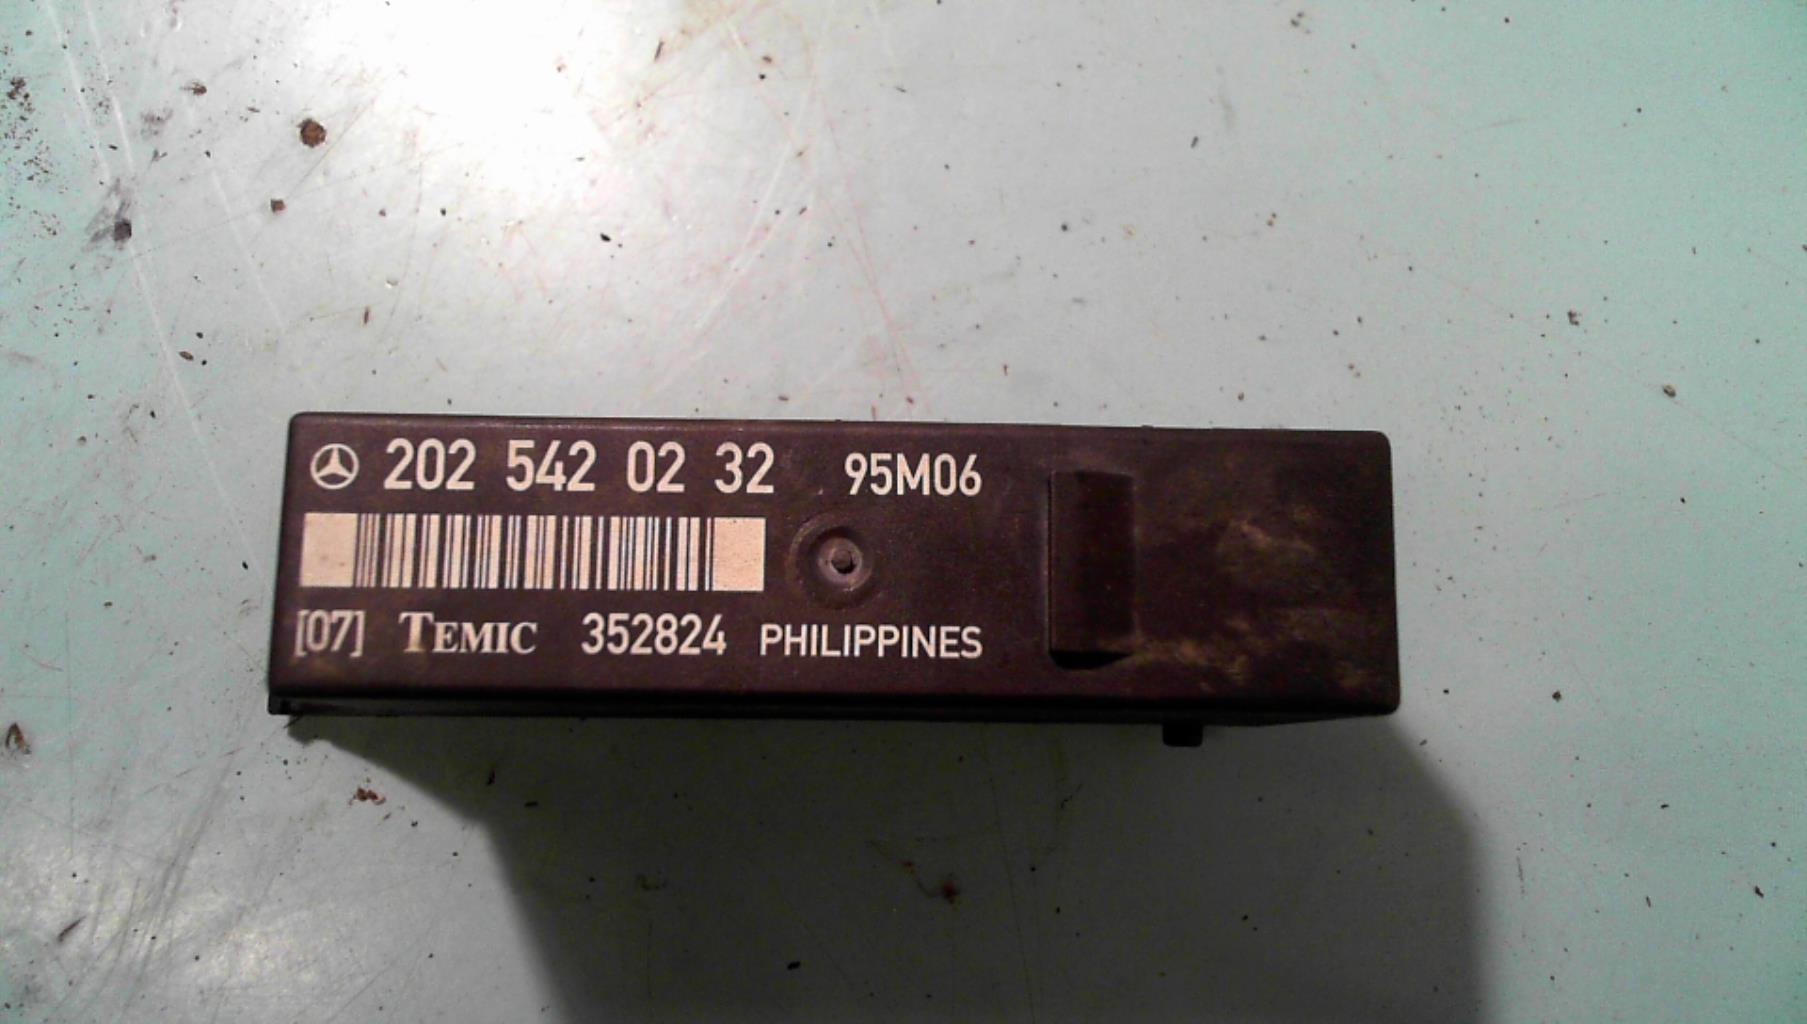 202 542 02 32 95M06
[07] TEMIC 352824 PHILIPPINES